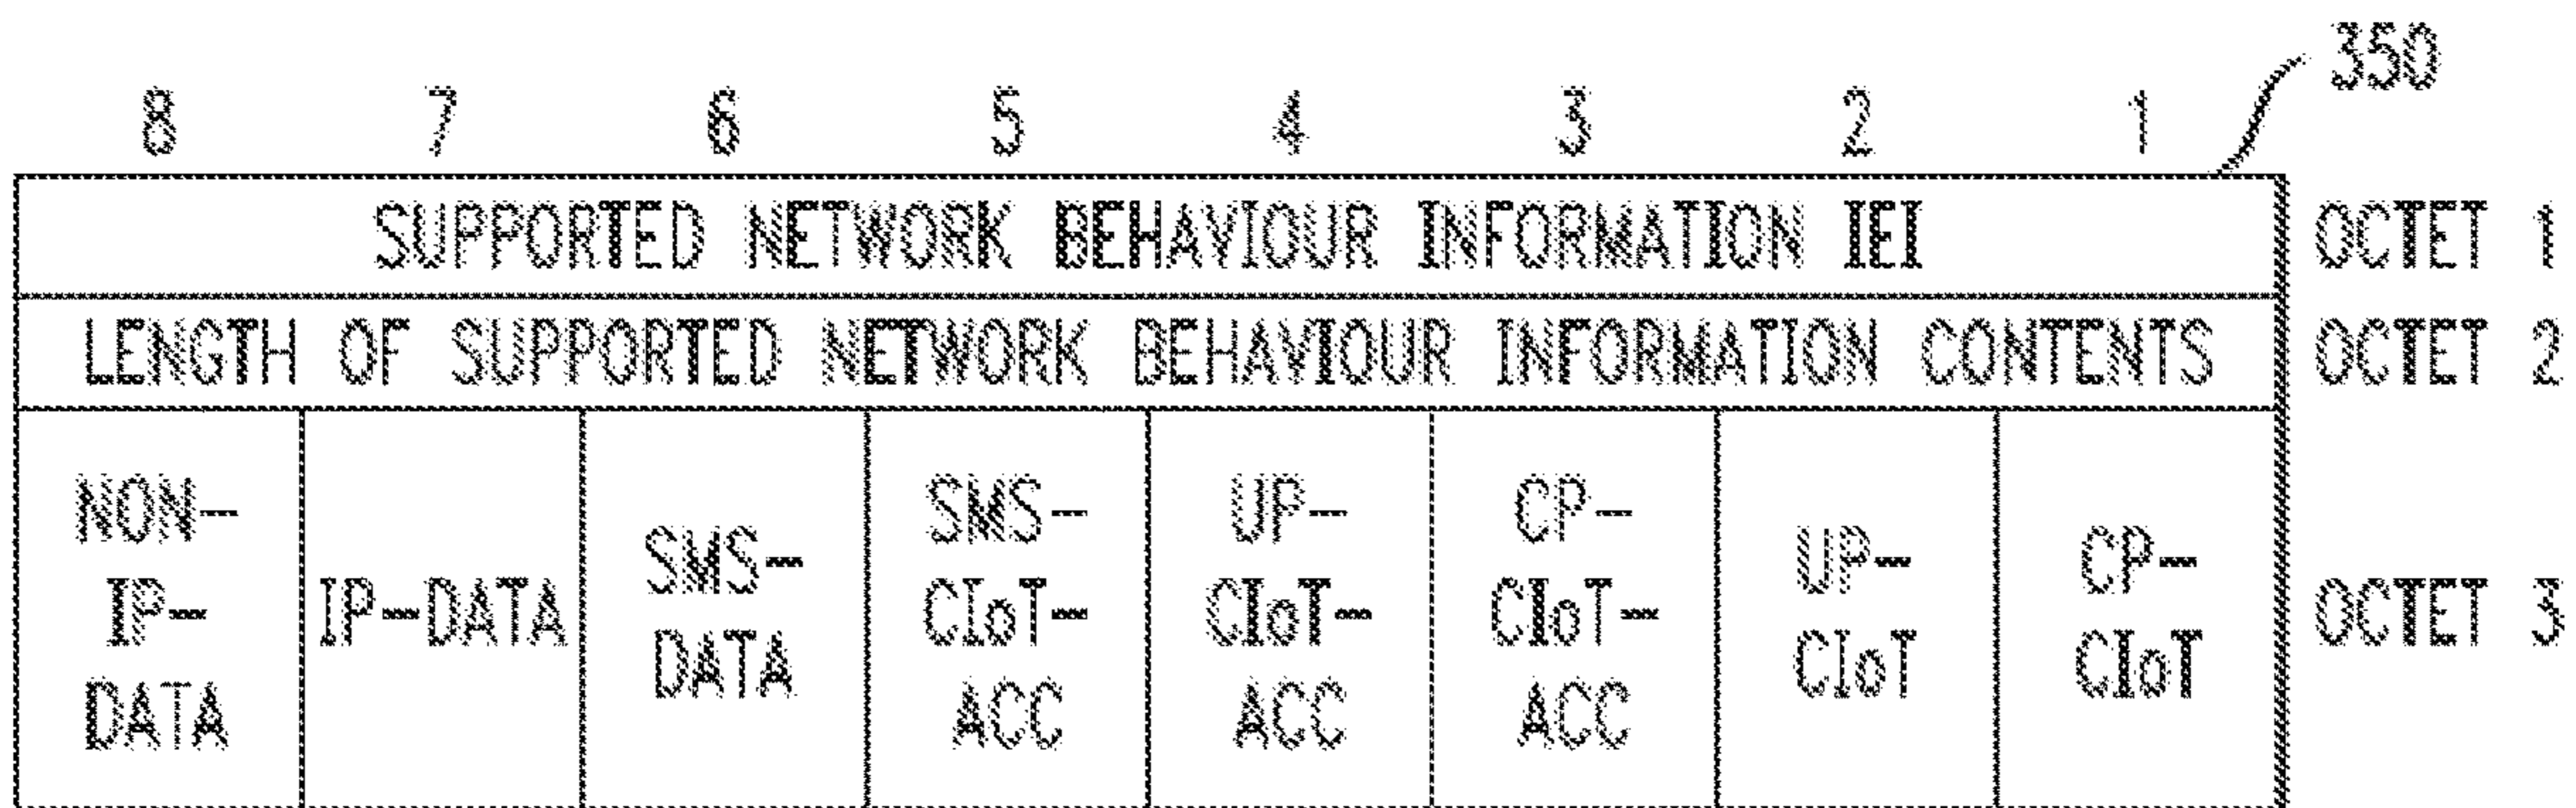 350
8 7 6 5 4 3 2 1
SUPPORTED NETWORK BEHAVIOUR INFORMATION IEI OCTET 1
LENGTH OF SUPPORTED NETWORK BEHAVIOUR INFORMATION CONTENTS OCTET 2
NON-
IP-
DATA
IP-DATA
SMS-
DATA
SMS-
CIoT-
ACC
UP-
CIoT-
ACC
CP-
CIoT-
ACC
UP-
CIoT
CP-
CIoT
OCTET 3